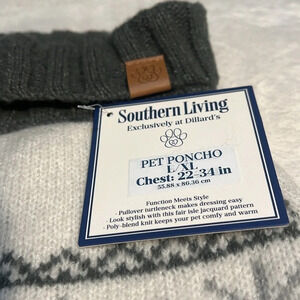 Southern Living
Exclusively at Dillard's
PET PONCHO
L/XL
Chest: 22-34 in
55.88 x 86.36 cm
Function Meets Style
- Pullover turtleneck makes dressing easy
- Look stylish with this fair isle jacquard pattern
- Poly-blend knit keeps your pet comfy and warm